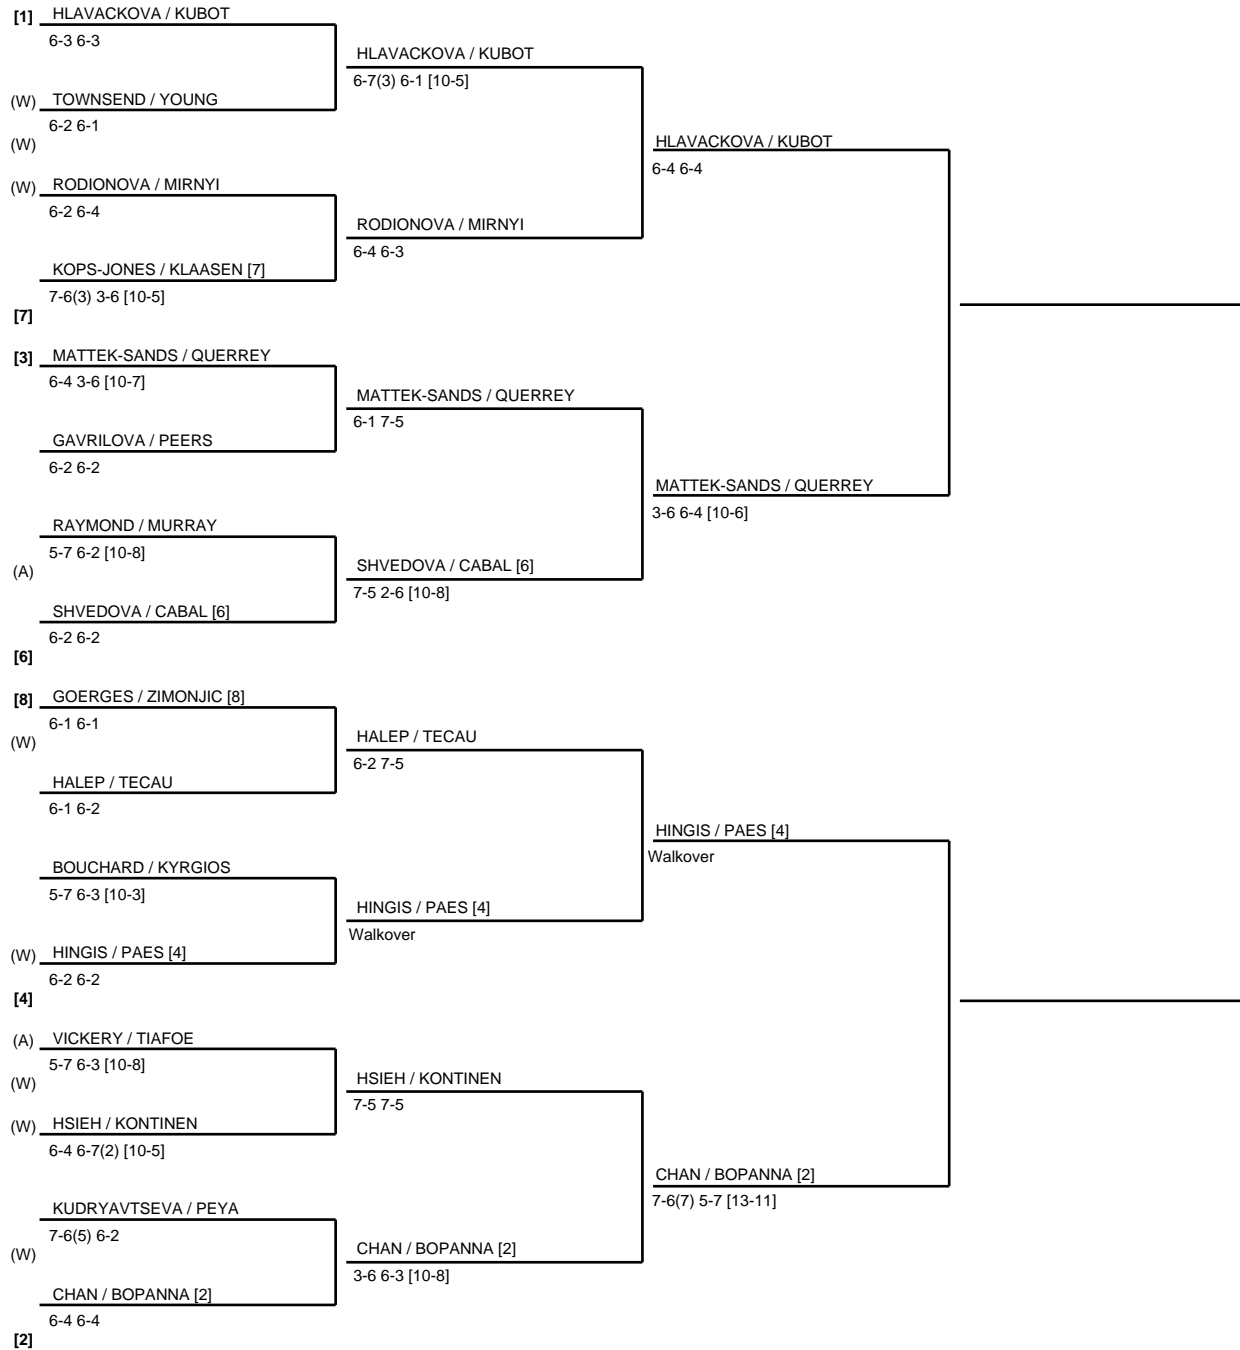 [1] HLAVACKOVA / KUBOT
6-3 6-3
HLAVACKOVA / KUBOT
6-7(3) 6-1 [10-5]
(W) TOWNSEND / YOUNG
6-2 6-1
(W)
HLAVACKOVA / KUBOT
6-4 6-4
(W) RODIONOVA / MIRNYI
6-2 6-4
RODIONOVA / MIRNYI
6-4 6-3
KOPS-JONES / KLAASEN [7]
7-6(3) 3-6 [10-5]
[7]
[3] MATTEK-SANDS / QUERREY
6-4 3-6 [10-7]
MATTEK-SANDS / QUERREY
6-1 7-5
GAVRILOVA / PEERS
6-2 6-2
MATTEK-SANDS / QUERREY
3-6 6-4 [10-6]
RAYMOND / MURRAY
5-7 6-2 [10-8]
(A)
SHVEDOVA / CABAL [6]
7-5 2-6 [10-8]
SHVEDOVA / CABAL [6]
6-2 6-2
[6]
[8] GOERGES / ZIMONJIC [8]
6-1 6-1
(W)
HALEP / TECAU
6-2 7-5
HALEP / TECAU
6-1 6-2
HINGIS / PAES [4]
Walkover
BOUCHARD / KYRGIOS
5-7 6-3 [10-3]
HINGIS / PAES [4]
Walkover
(W) HINGIS / PAES [4]
6-2 6-2
[4]
(A) VICKERY / TIAFOE
5-7 6-3 [10-8]
(W)
HSIEH / KONTINEN
7-5 7-5
(W) HSIEH / KONTINEN
6-4 6-7(2) [10-5]
CHAN / BOPANNA [2]
7-6(7) 5-7 [13-11]
KUDRYAVTSEVA / PEYA
7-6(5) 6-2
(W)
CHAN / BOPANNA [2]
3-6 6-3 [10-8]
CHAN / BOPANNA [2]
6-4 6-4
[2]